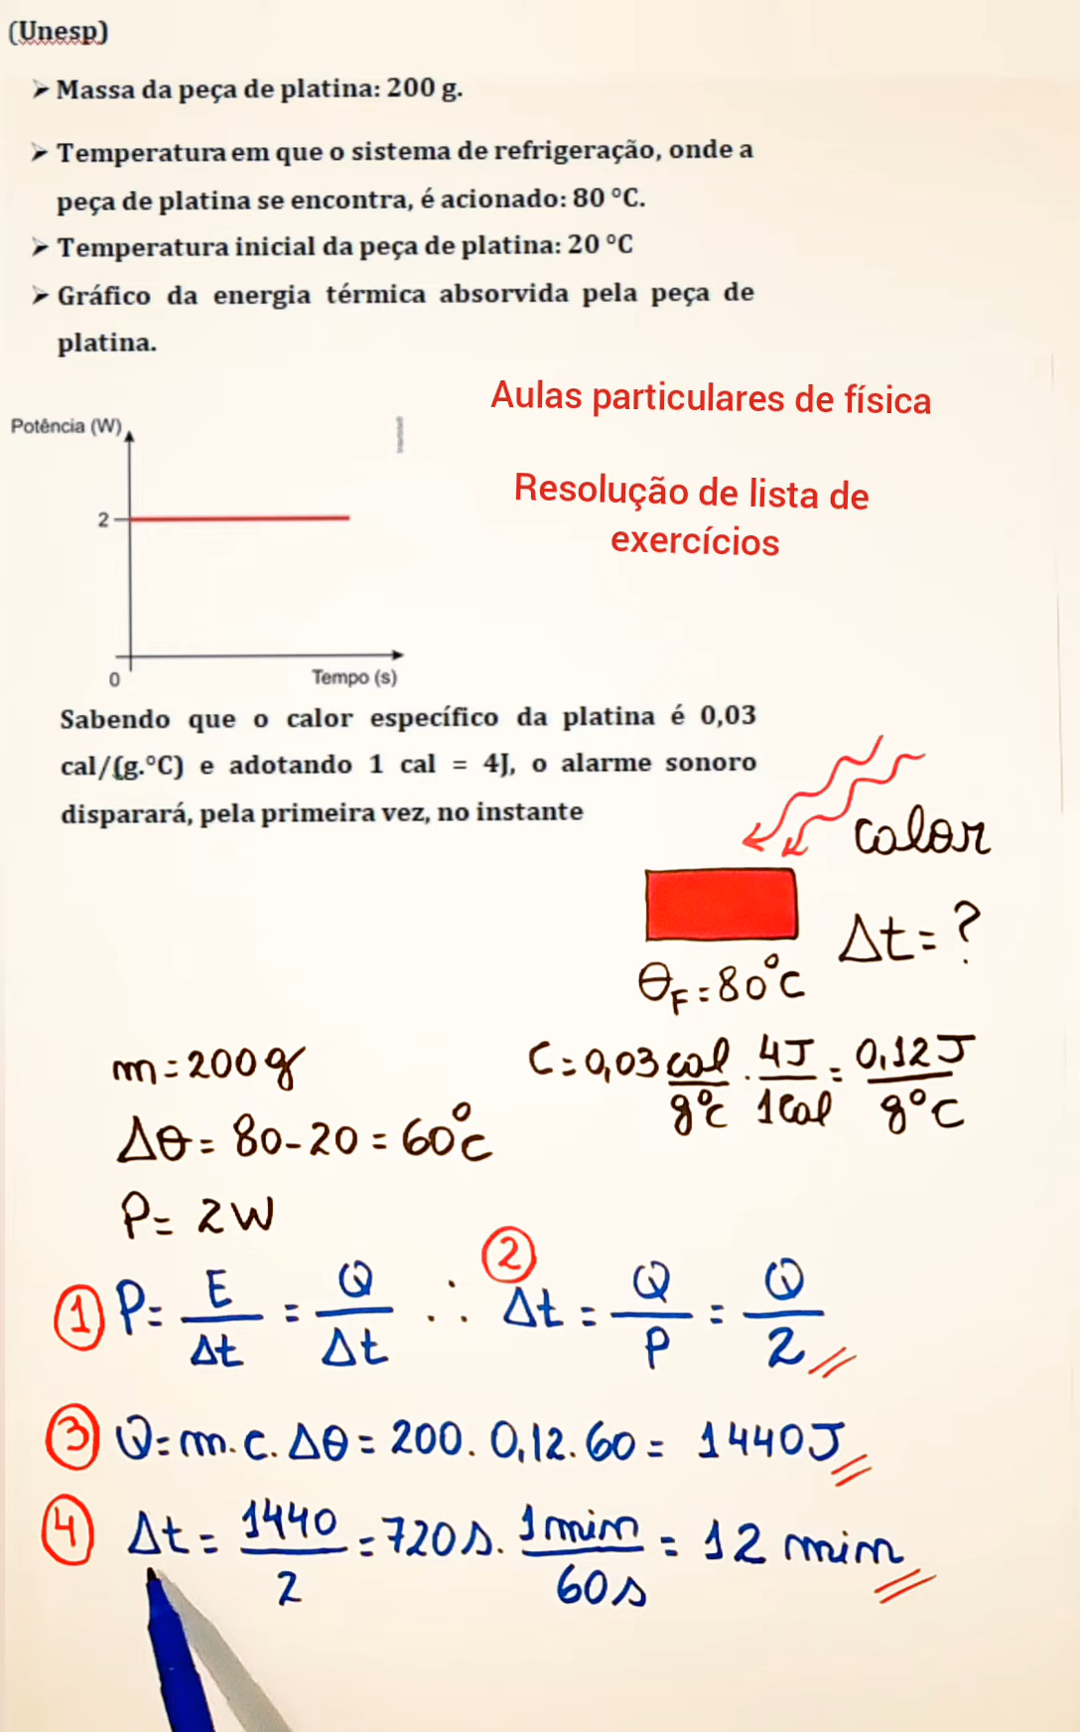 (Unesp)
➢ Massa da peça de platina: 200 g.
➢ Temperatura em que o sistema de refrigeração, onde a
peça de platina se encontra, é acionado: 80 °C.
➢ Temperatura inicial da peça de platina: 20 °C
➢ Gráfico da energia térmica absorvida pela peça de
platina.
Aulas particulares de física
Resolução de lista de
exercícios
Potência (W)
2
0
Tempo (s)
Sabendo que o calor específico da platina é 0,03
cal/(g.°C) e adotando 1 cal = 4J, o alarme sonoro
disparará, pela primeira vez, no instante
calor
Δt=?
θF=80°C
m=200g
C=0,03 cal/g°C . 4J/1Cal = 0,12J/g°C
Δθ= 80-20 = 60°C
P= 2W
① P= E/Δt = Q/Δt ∴ ② Δt = Q/P = Q/2
③ Q=m.c.Δθ= 200. 0,12.60= 1440J
④ Δt= 1440/2 =720s. 1min/60s = 12 min